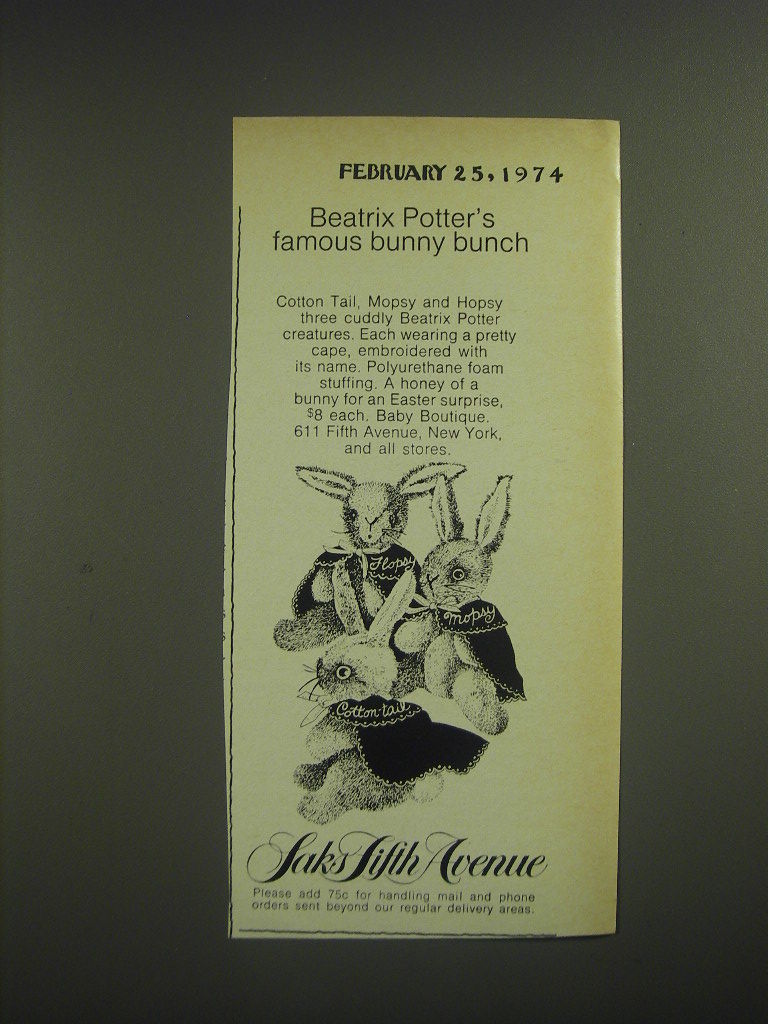 FEBRUARY 25, 1974
Beatrix Potter's
famous bunny bunch
Cotton Tail, Mopsy and Hopsy
three cuddly Beatrix Potter
creatures. Each wearing a pretty
cape, embroidered with
its name. Polyurethane foam
stuffing. A honey of a
bunny for an Easter surprise,
$8 each. Baby Boutique.
611 Fifth Avenue, New York,
and all stores.
Flopsy
Mopsy
Cotton tail
Saks Fifth Avenue
Please add 75c for handling mail and phone
orders sent beyond our regular delivery areas.